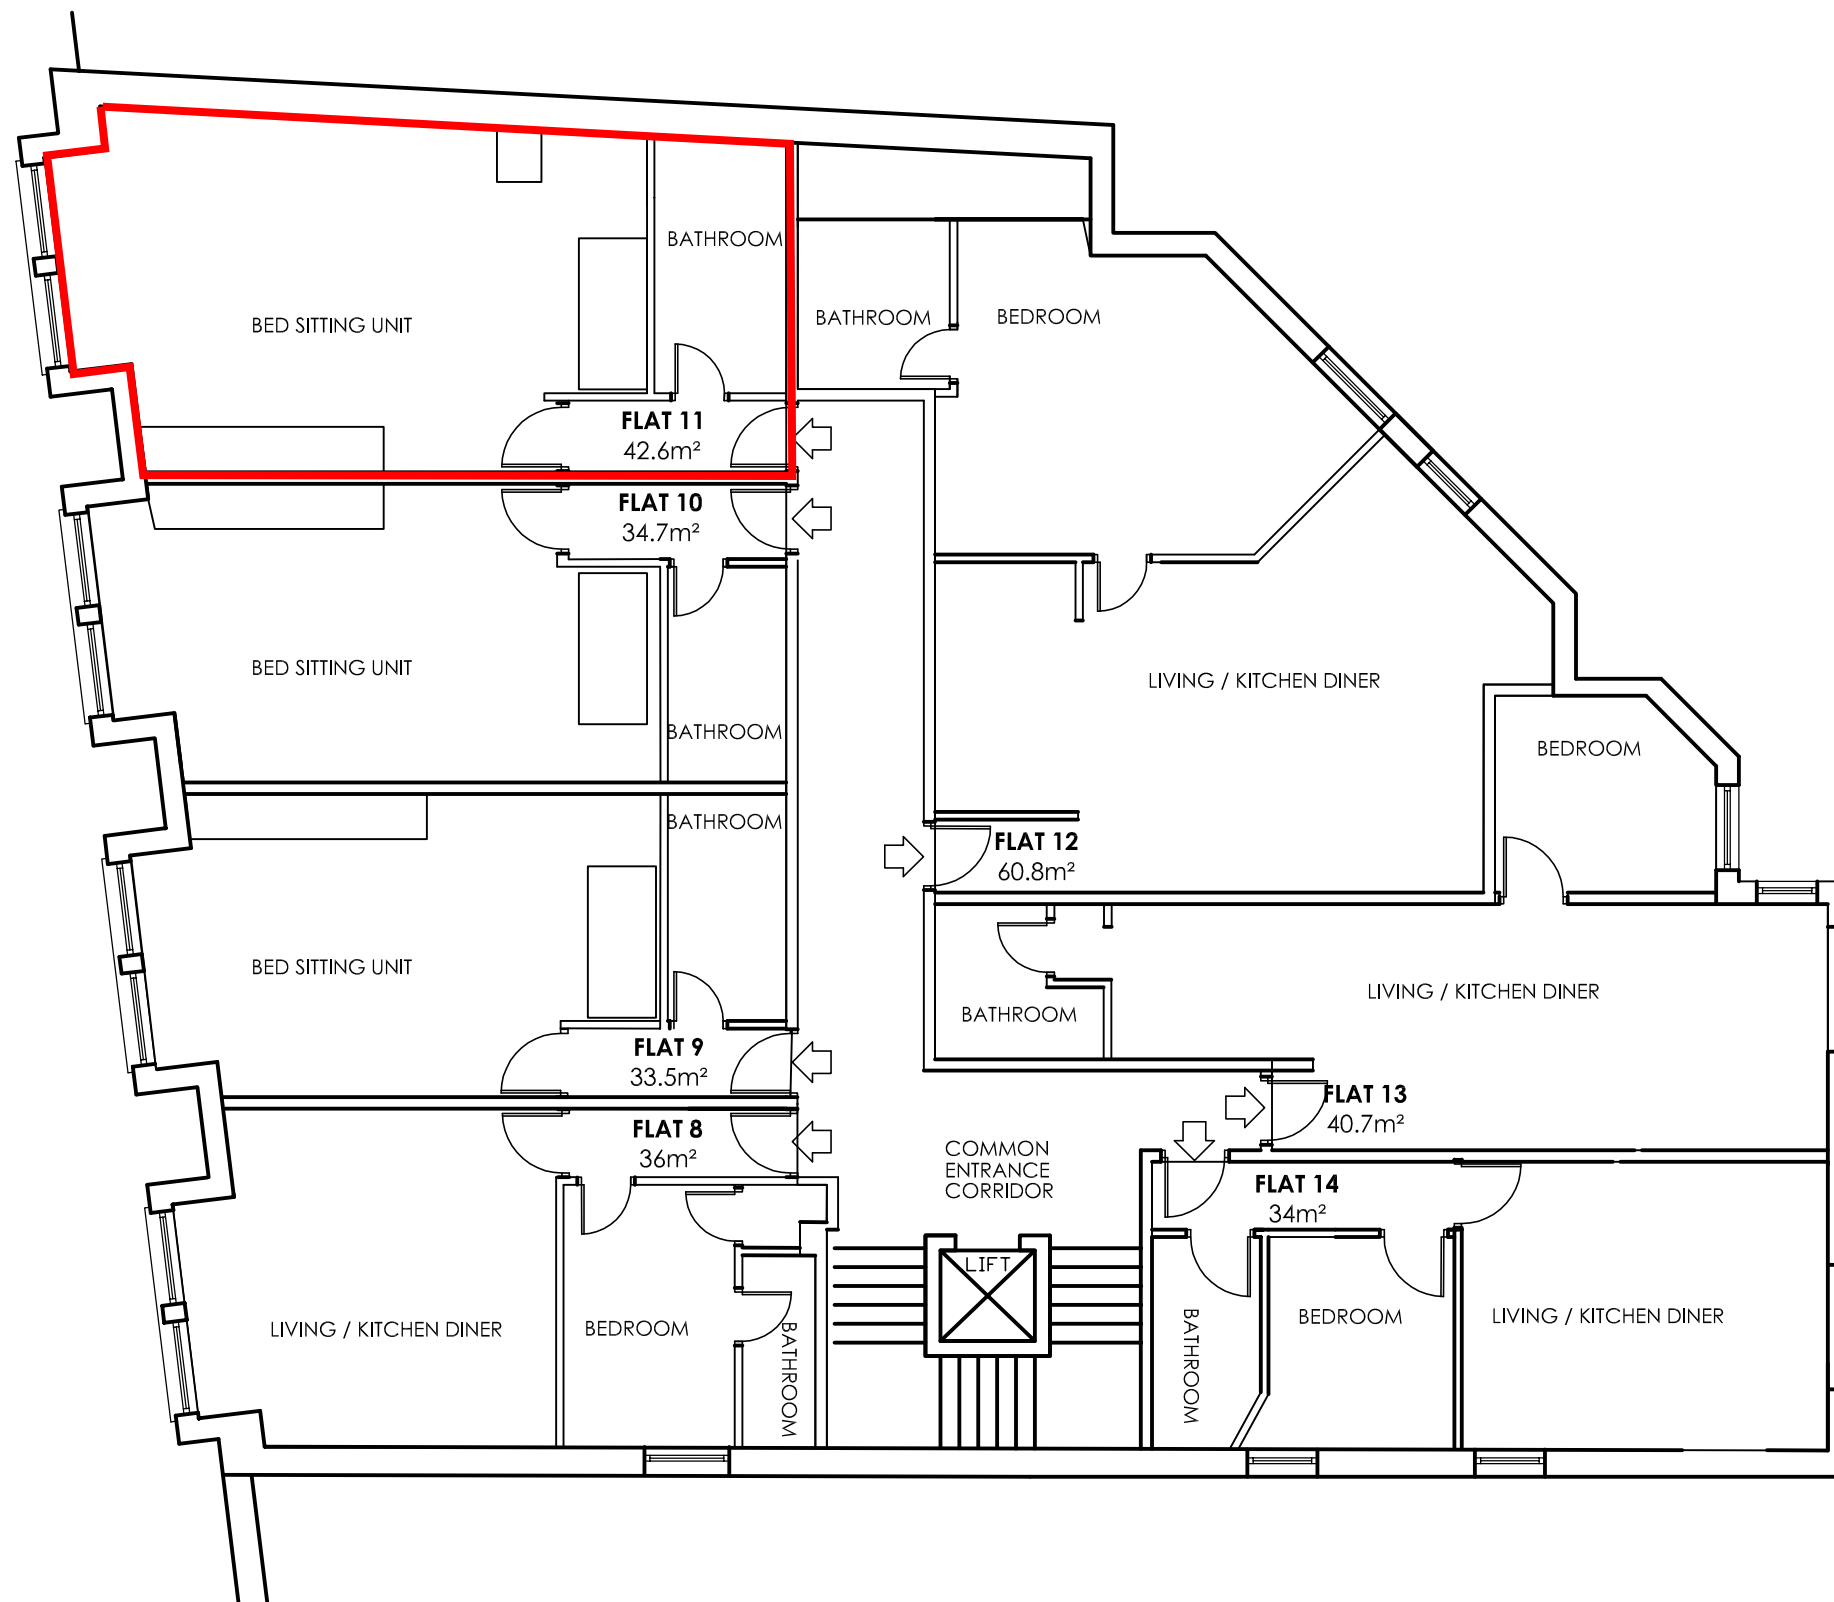 BATHROOM
BED SITTING UNIT
BATHROOM
BEDROOM
FLAT 11
42.6m²
FLAT 10
34.7m²
BED SITTING UNIT
BATHROOM
LIVING / KITCHEN DINER
BEDROOM
BATHROOM
FLAT 12
60.8m²
BED SITTING UNIT
LIVING / KITCHEN DINER
BATHROOM
FLAT 9
33.5m²
FLAT 13
40.7m²
FLAT 8
36m²
COMMON
ENTRANCE
CORRIDOR
FLAT 14
34m²
LIFT
LIVING / KITCHEN DINER
BEDROOM
BATHROOM
BATHROOM
BEDROOM
LIVING / KITCHEN DINER